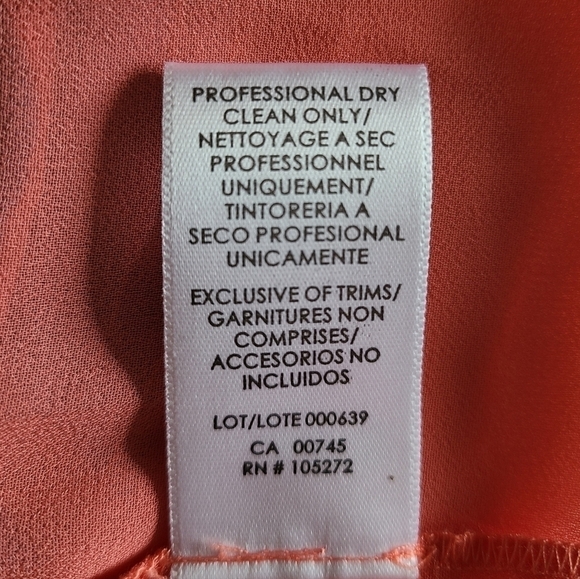 PROFESSIONAL DRY
CLEAN ONLY/
NETTOYAGE A SEC
PROFESSIONNEL
UNIQUEMENT/
TINTORERIA A
SECO PROFESIONAL
UNICAMENTE
EXCLUSIVE OF TRIMS/
GARNITURES NON
COMPRISES/
ACCESORIOS NO
INCLUIDOS
LOT/LOTE 000639
CA 00745
RN # 105272